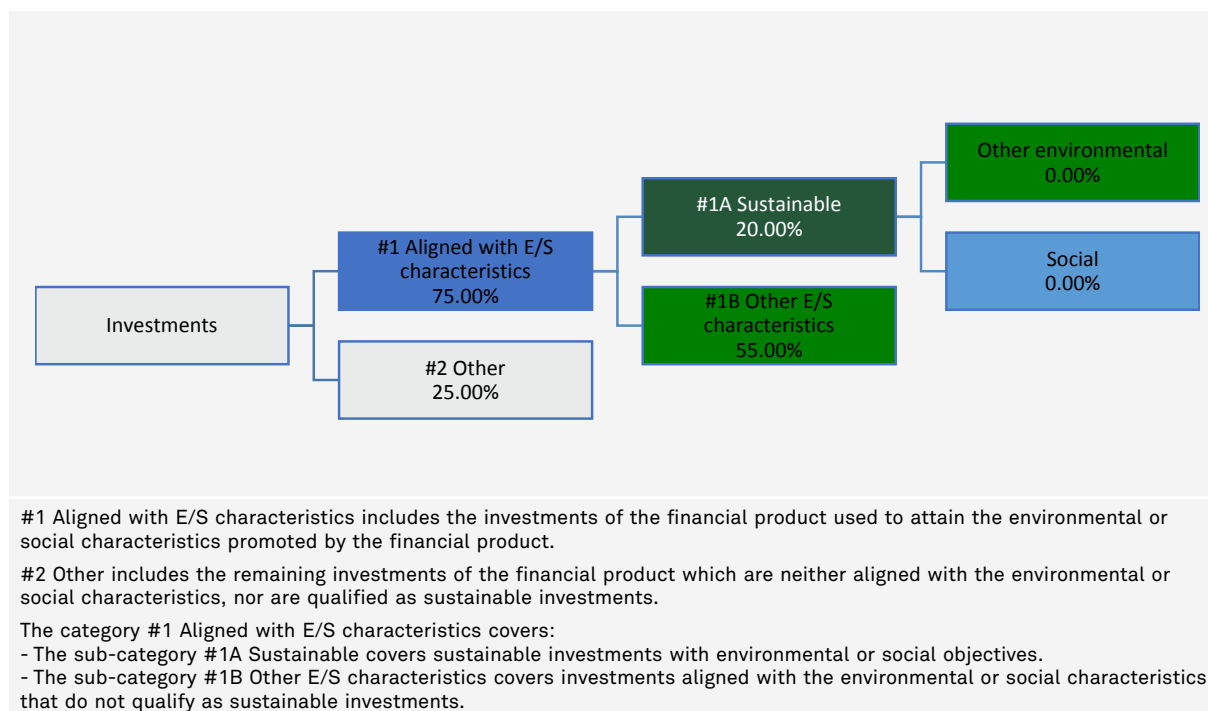 Other environmental
0.00%
#1A Sustainable
20.00%
#1 Aligned with E/S
characteristics
75.00%
Social
0.00%
Investments
#1B Other E/S
characteristics
55.00%
#2 Other
25.00%
#1 Aligned with E/S characteristics includes the investments of the financial product used to attain the environmental or
social characteristics promoted by the financial product.
#2 Other includes the remaining investments of the financial product which are neither aligned with the environmental or
social characteristics, nor are qualified as sustainable investments.
The category #1 Aligned with E/S characteristics covers:
- The sub-category #1A Sustainable covers sustainable investments with environmental or social objectives.
- The sub-category #1B Other E/S characteristics covers investments aligned with the environmental or social characteristics
that do not qualify as sustainable investments.